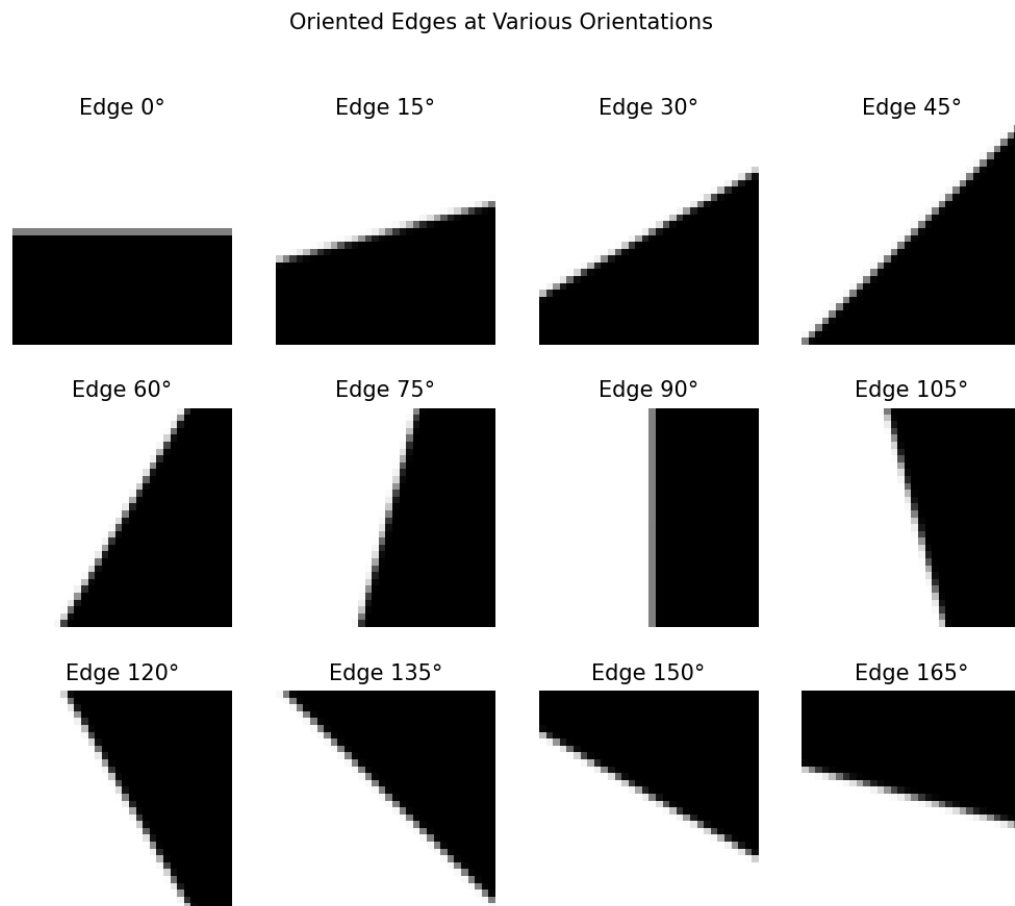 Oriented Edges at Various Orientations
Edge 0°
Edge 15°
Edge 30°
Edge 45°
Edge 60°
Edge 75°
Edge 90°
Edge 105°
Edge 120°
Edge 135°
Edge 150°
Edge 165°